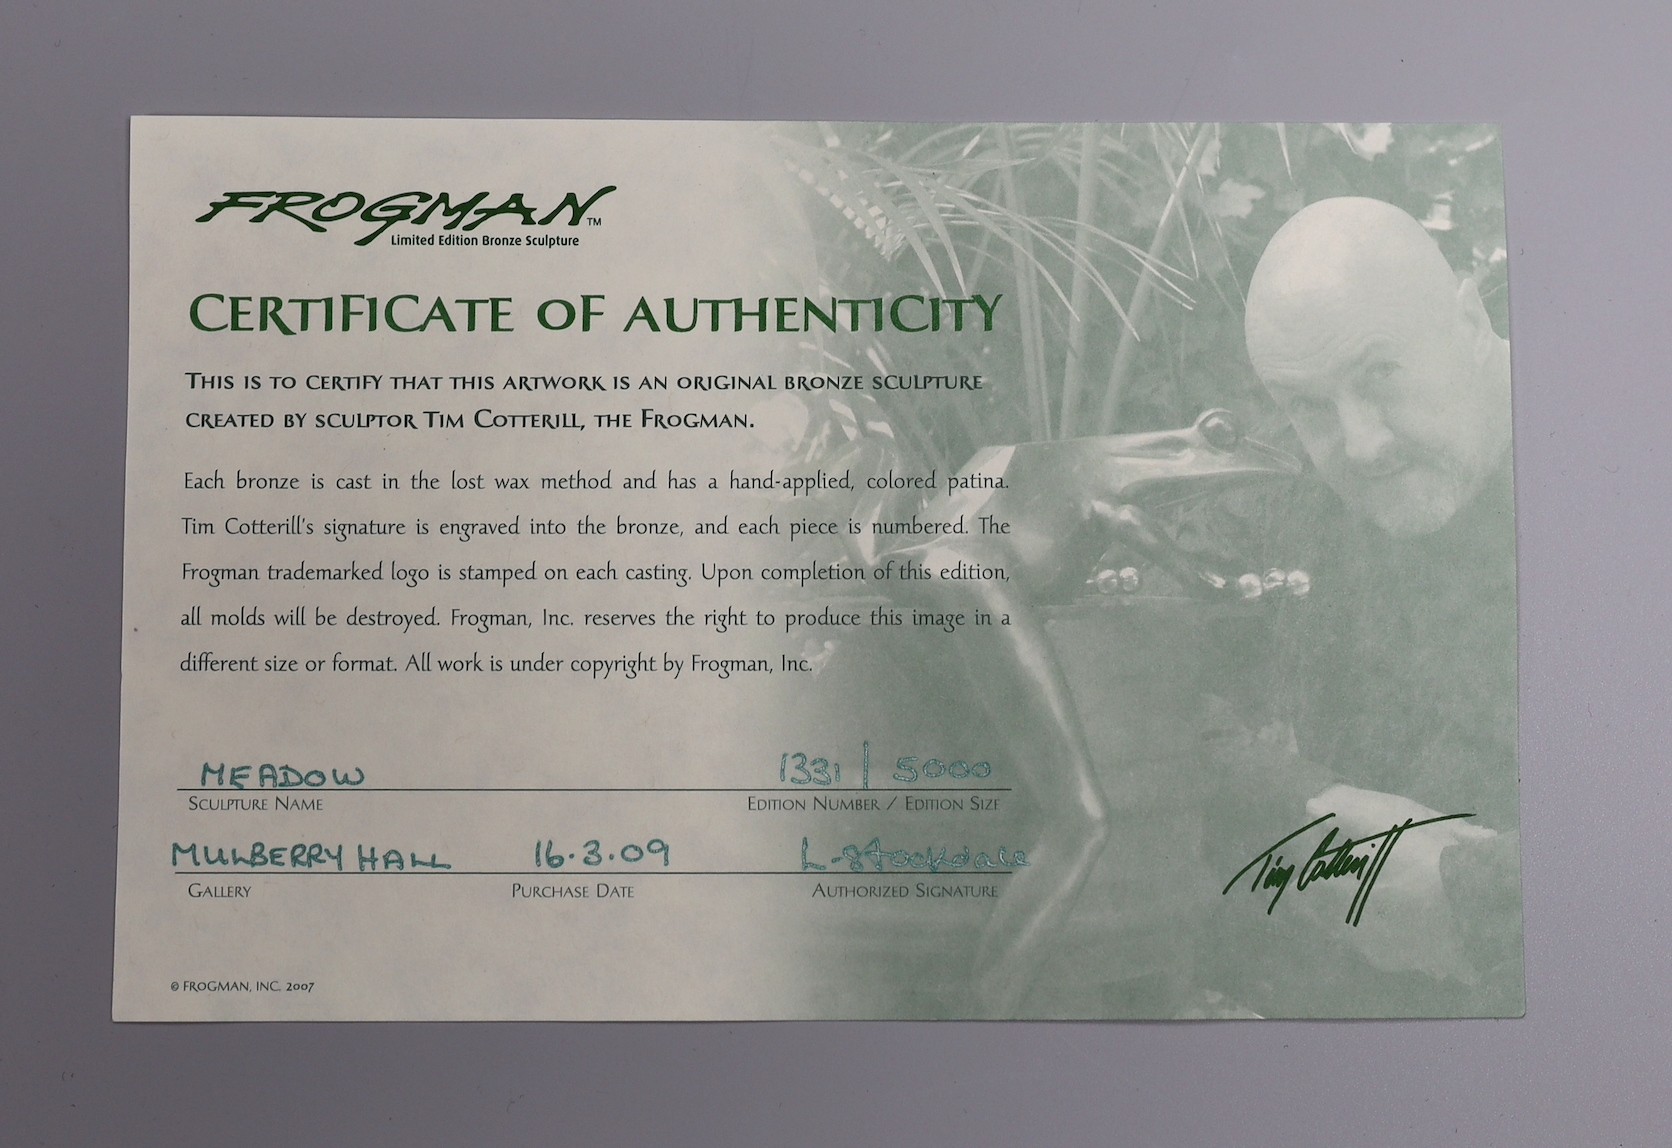 FROGMAN™
Limited Edition Bronze Sculpture
CERTIFICATE OF AUTHENTICITY
THIS IS TO CERTIFY THAT THIS ARTWORK IS AN ORIGINAL BRONZE SCULPTURE
CREATED BY SCULPTOR TIM COTTERILL, THE FROGMAN.
Each bronze is cast in the lost wax method and has a hand-applied, colored patina.
Tim Cotterill's signature is engraved into the bronze, and each piece is numbered. The
Frogman trademarked logo is stamped on each casting. Upon completion of this edition,
all molds will be destroyed. Frogman, Inc. reserves the right to produce this image in a
different size or format. All work is under copyright by Frogman, Inc.
MEADOW 1331 | 5000
SCULPTURE NAME EDITION NUMBER / EDITION SIZE
MULBERRY HALL 16.3.09 L-Stockdale
GALLERY PURCHASE DATE AUTHORIZED SIGNATURE
Tim Cotterill
© FROGMAN, INC. 2007